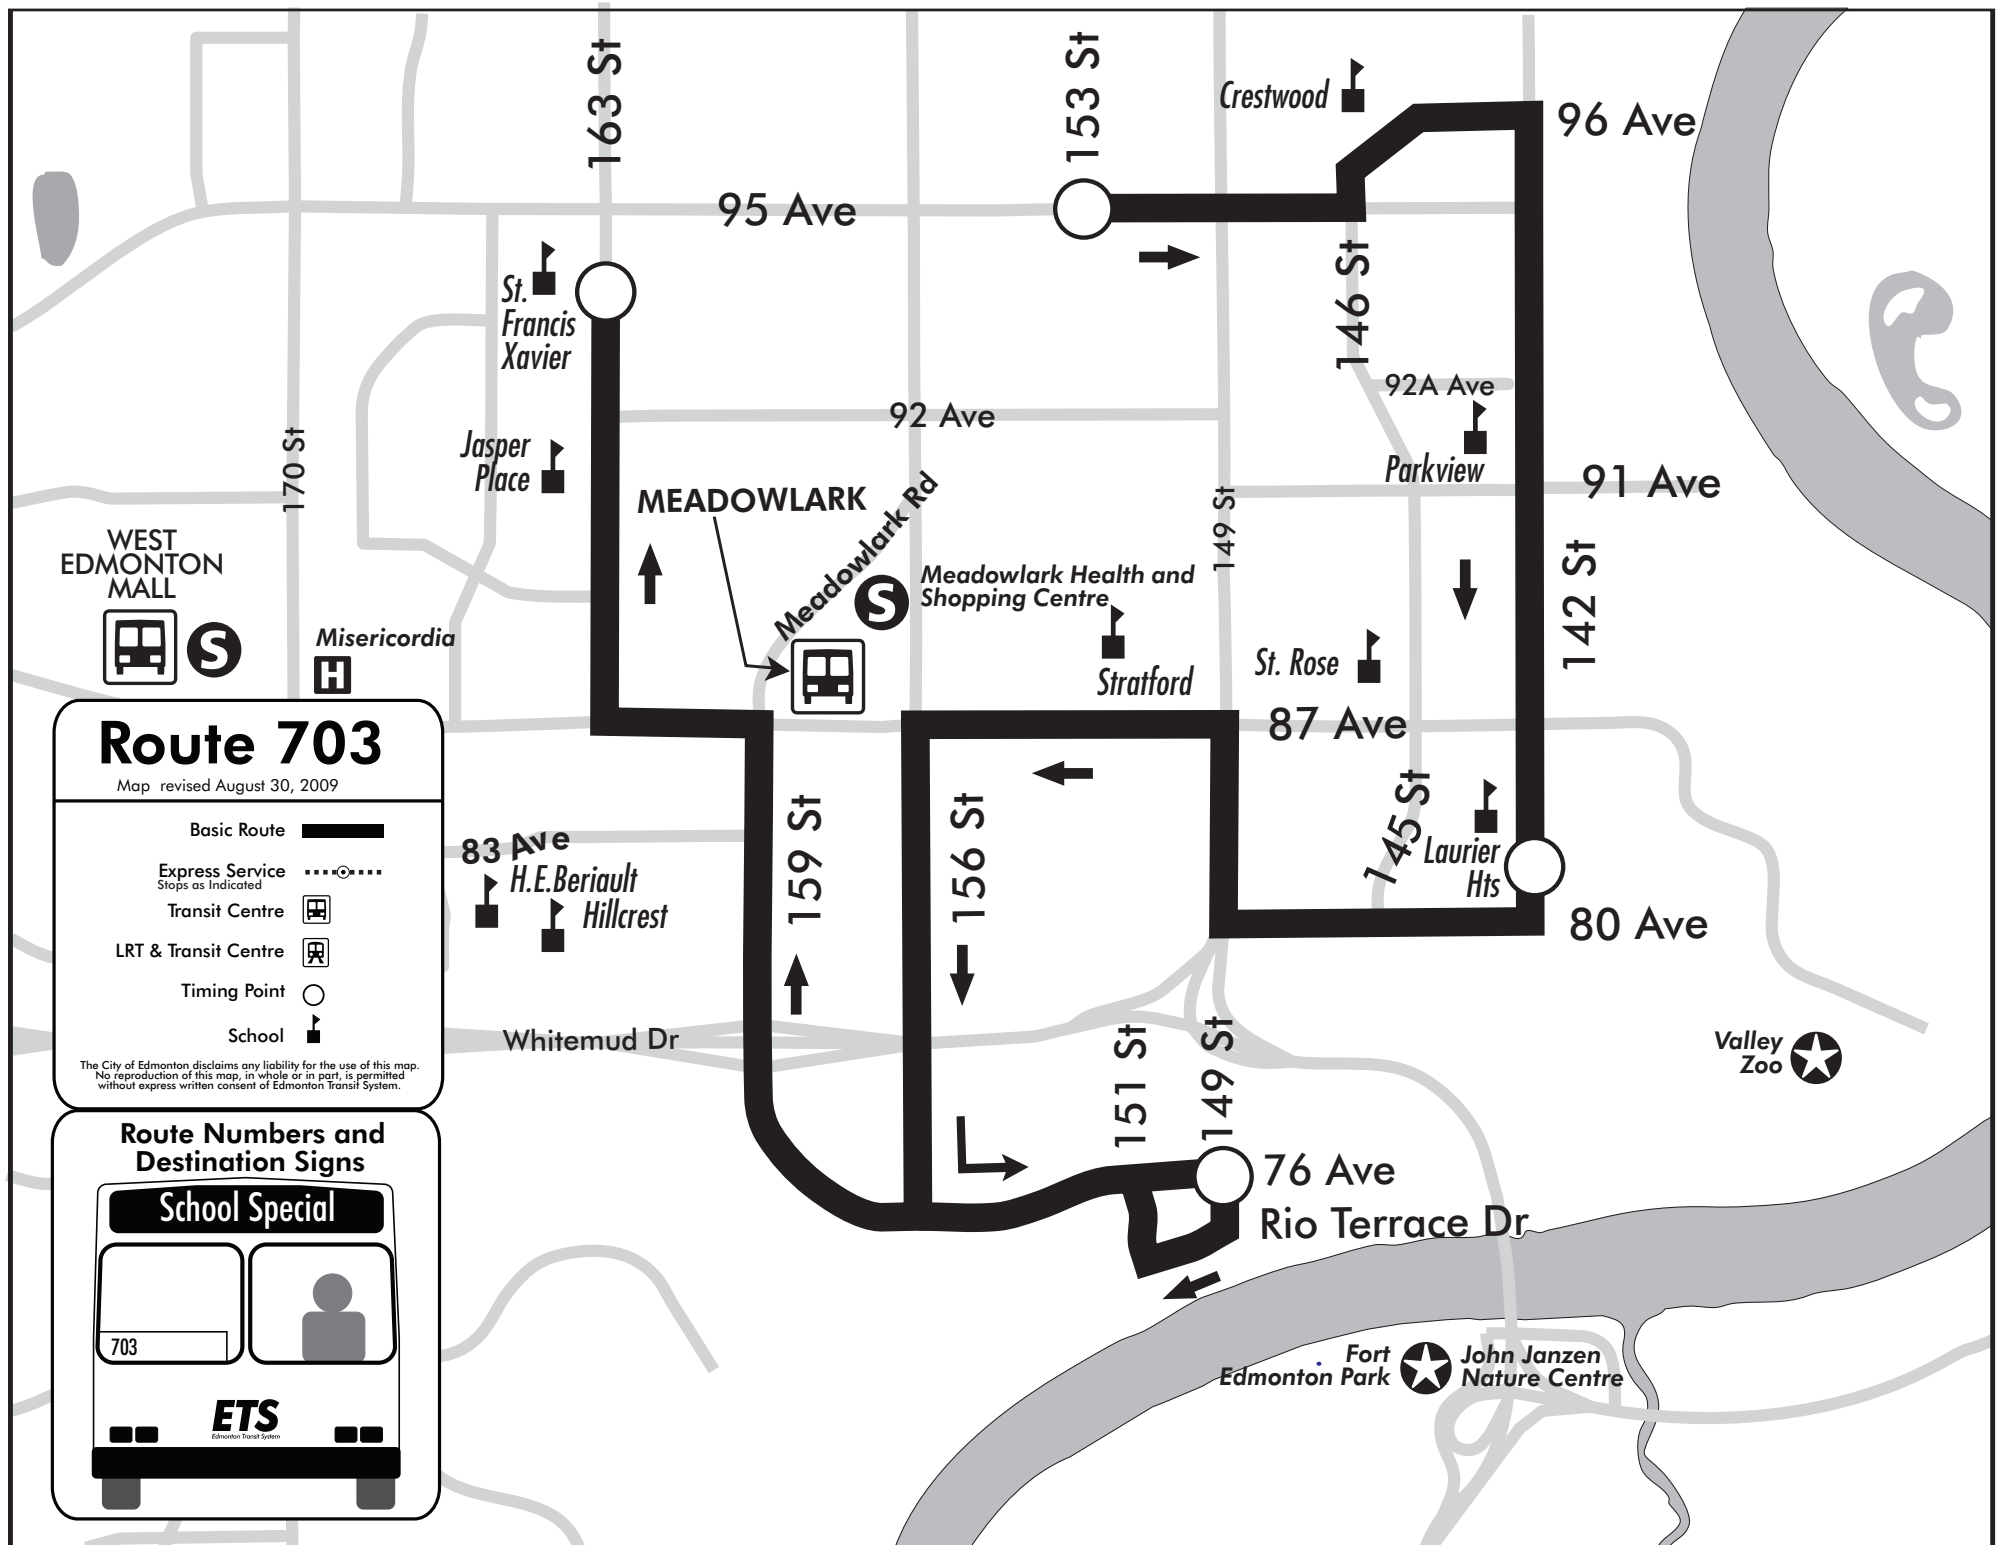 163 St
153 St
Crestwood
96 Ave
95 Ave
St.
Francis
Xavier
146 St
92A Ave
92 Ave
Jasper
Place
170 St
Parkview
91 Ave
MEADOWLARK
Meadowlark Rd
149 St
WEST
EDMONTON
MALL
S
Meadowlark Health and
Shopping Centre
S
142 St
Misericordia
H
Stratford
St. Rose
87 Ave
Route 703
Map revised August 30, 2009
Basic Route
Express Service
Stops as Indicated
Transit Centre
LRT & Transit Centre
Timing Point
School
The City of Edmonton disclaims any liability for the use of this map.
No reproduction of this map, in whole or in part, is permitted
without express written consent of Edmonton Transit System.
83 Ave
H.E.Beriault
Hillcrest
159 St
156 St
145 St
Laurier
Hts
80 Ave
Whitemud Dr
151 St
149 St
Valley
Zoo
76 Ave
Rio Terrace Dr
Route Numbers and
Destination Signs
School Special
703
ETS
Edmonton Transit System
Fort
Edmonton Park
John Janzen
Nature Centre